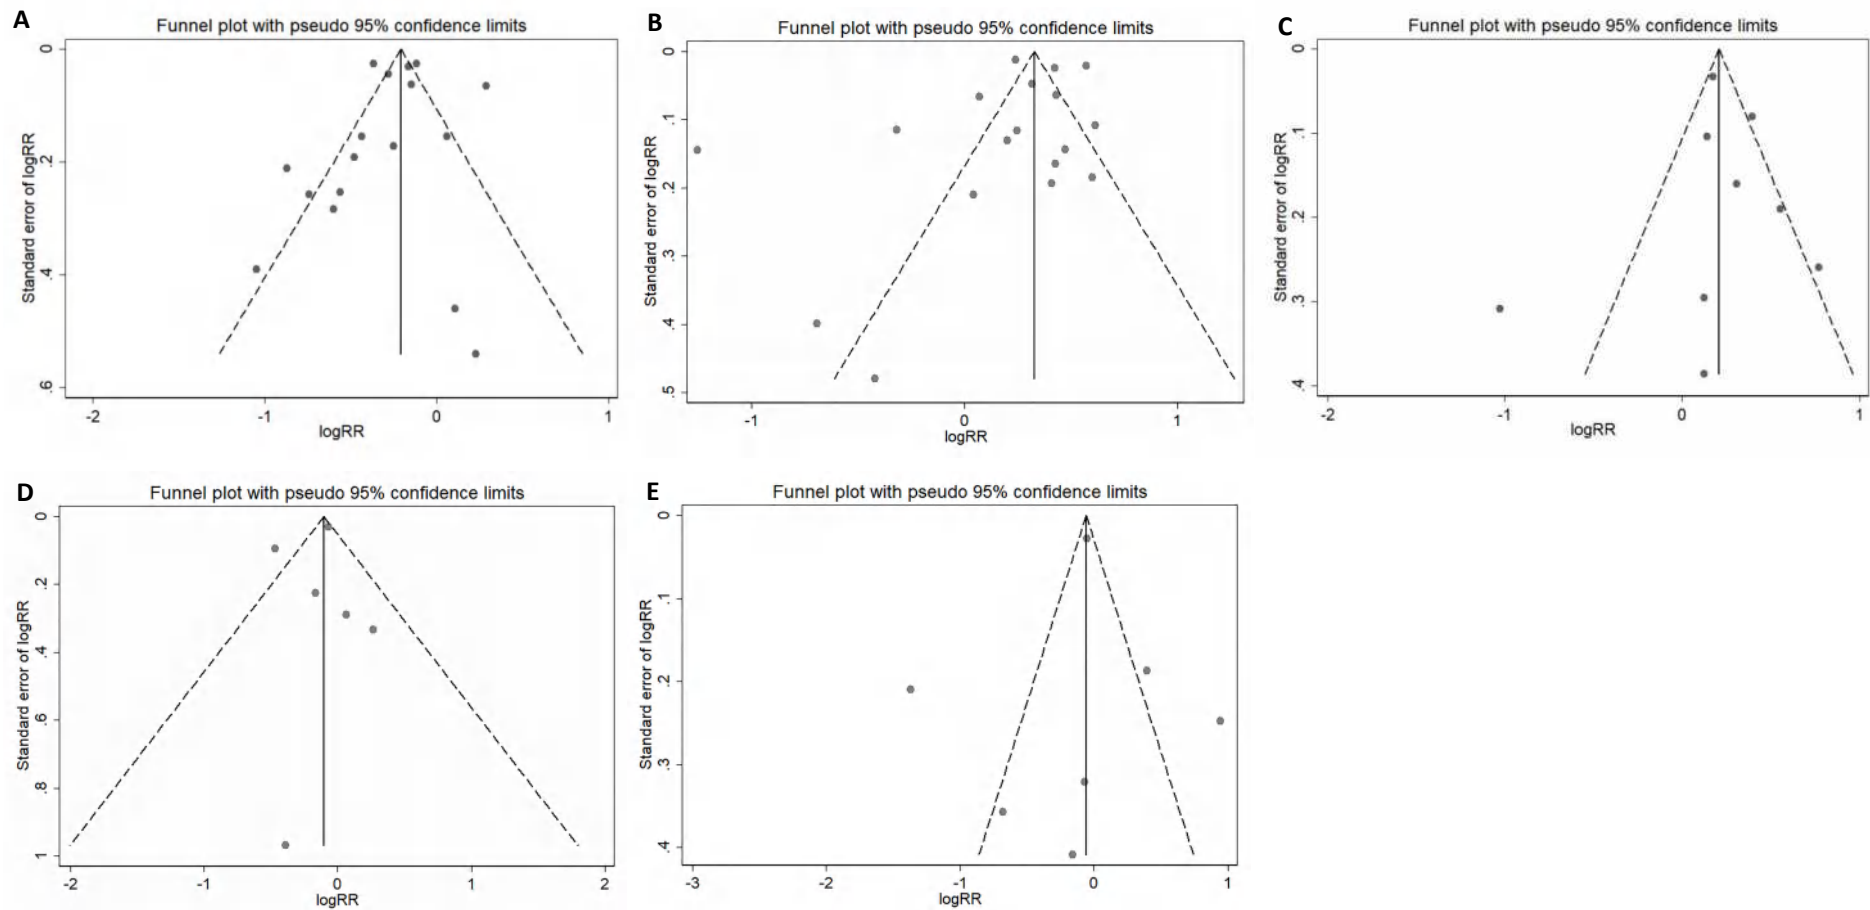 A
Funnel plot with pseudo 95% confidence limits
Standard error of logRR
0
.2
.4
.6
-2
-1
0
1
logRR
B
Funnel plot with pseudo 95% confidence limits
Standard error of logRR
0
.1
.2
.3
.4
.5
-1
0
1
logRR
C
Funnel plot with pseudo 95% confidence limits
Standard error of logRR
0
.1
.2
.3
.4
-2
-1
0
1
logRR
D
Funnel plot with pseudo 95% confidence limits
Standard error of logRR
0
.2
.4
.6
.8
1
-2
-1
0
1
2
logRR
E
Funnel plot with pseudo 95% confidence limits
Standard error of logRR
0
.1
.2
.3
.4
-3
-2
-1
0
1
logRR